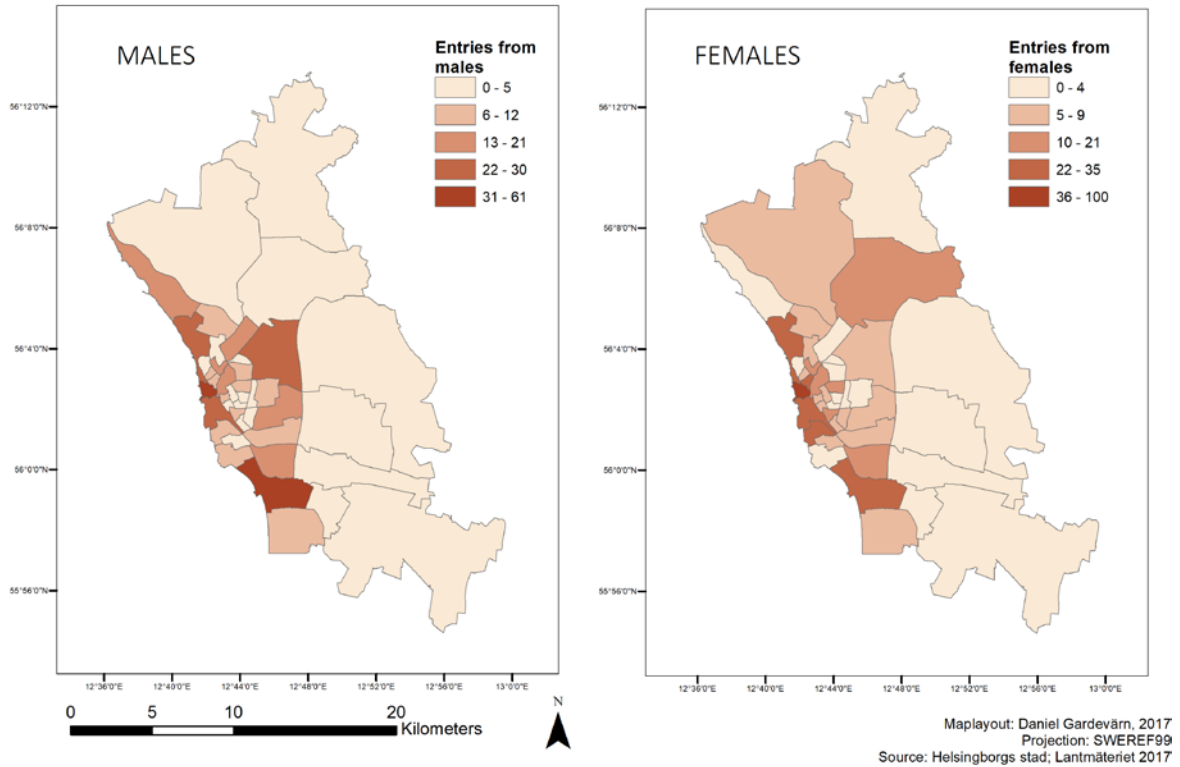 MALES
Entries from
males
0 - 5
6 - 12
13 - 21
22 - 30
31 - 61
56°12'0"N
56°8'0"N
56°4'0"N
56°0'0"N
55°56'0"N
12°36'0"E
12°40'0"E
12°44'0"E
12°48'0"E
12°52'0"E
12°56'0"E
13°0'0"E
FEMALES
Entries from
females
0 - 4
5 - 9
10 - 21
22 - 35
36 - 100
56°12'0"N
56°8'0"N
56°4'0"N
56°0'0"N
55°56'0"N
12°36'0"E
12°40'0"E
12°44'0"E
12°48'0"E
12°52'0"E
12°56'0"E
13°0'0"E
0
5
10
20
Kilometers
N
Maplayout: Daniel Gardevärn, 2017
Projection: SWEREF99
Source: Helsingborgs stad; Lantmäteriet 2017